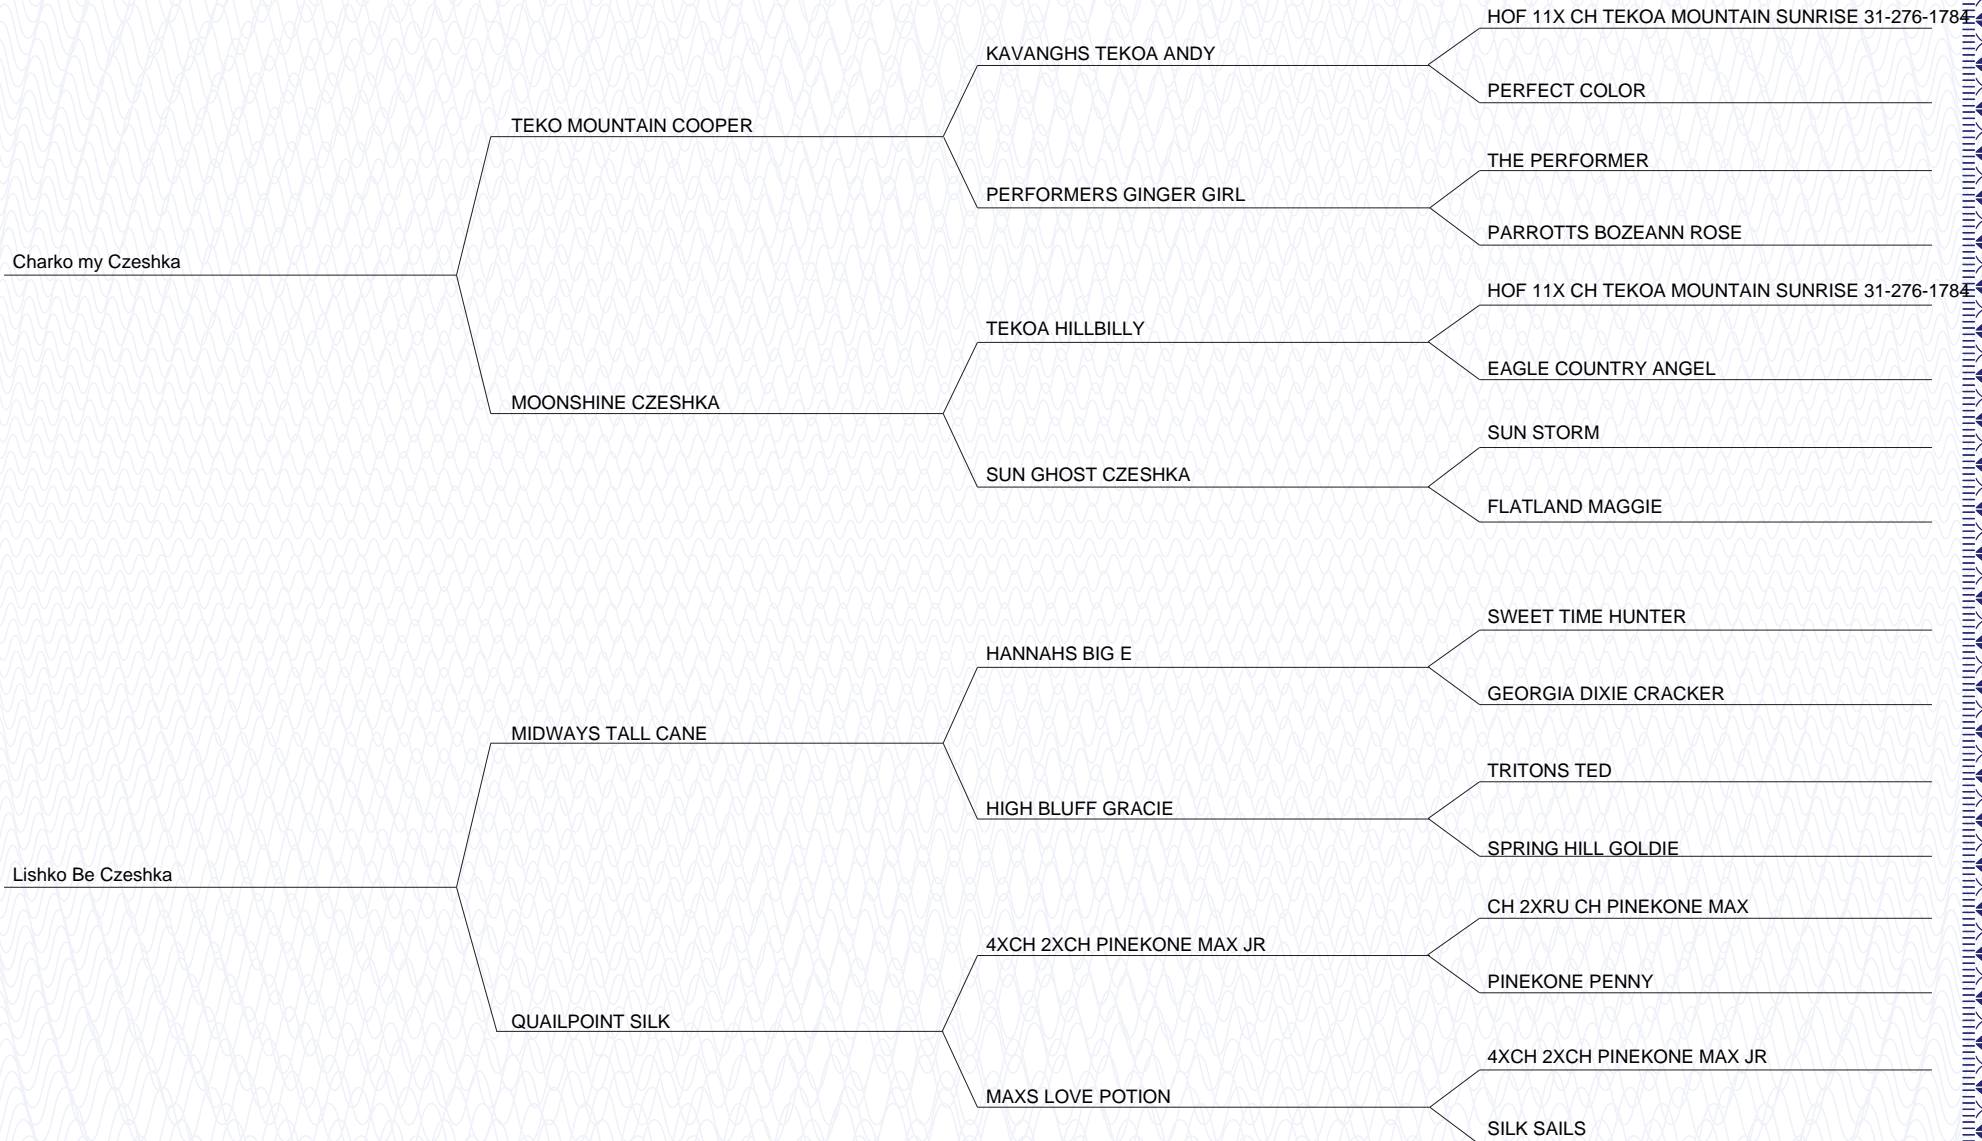 HOF 11X CH TEKOA MOUNTAIN SUNRISE 31-276-1784
KAVANGHS TEKOA ANDY
PERFECT COLOR
TEKO MOUNTAIN COOPER
THE PERFORMER
PERFORMERS GINGER GIRL
PARROTTS BOZEANN ROSE
Charko my Czeshka
HOF 11X CH TEKOA MOUNTAIN SUNRISE 31-276-1784
TEKOA HILLBILLY
EAGLE COUNTRY ANGEL
MOONSHINE CZESHKA
SUN STORM
SUN GHOST CZESHKA
FLATLAND MAGGIE
SWEET TIME HUNTER
HANNAHS BIG E
GEORGIA DIXIE CRACKER
MIDWAYS TALL CANE
TRITONS TED
HIGH BLUFF GRACIE
SPRING HILL GOLDIE
Lishko Be Czeshka
CH 2XRU CH PINEKONE MAX
4XCH 2XCH PINEKONE MAX JR
PINEKONE PENNY
QUAILPOINT SILK
4XCH 2XCH PINEKONE MAX JR
MAXS LOVE POTION
SILK SAILS